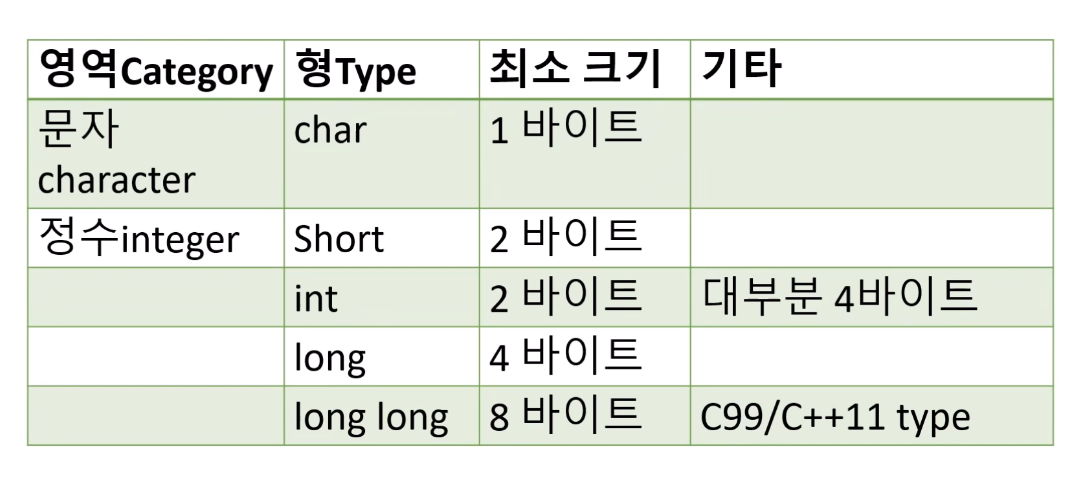 영역Category 형Type 최소 크기 기타
문자 char 1 바이트
character
정수integer Short 2 바이트
int 2 바이트 대부분 4바이트
long 4 바이트
long long 8 바이트 C99/C++11 type